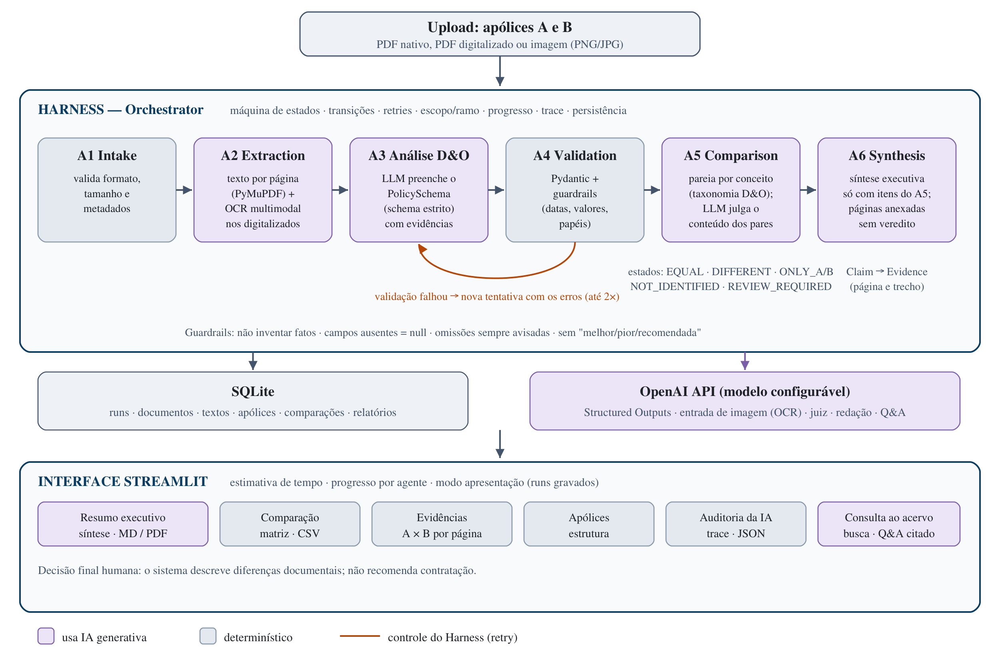 Upload: apólices A e B
PDF nativo, PDF digitalizado ou imagem (PNG/JPG)
HARNESS — Orchestrator
máquina de estados · transições · retries · escopo/ramo · progresso · trace · persistência
A1 Intake
valida formato,
tamanho e
metadados
A2 Extraction
texto por página
(PyMuPDF) +
OCR multimodal
nos digitalizados
A3 Análise D&O
LLM preenche o
PolicySchema
(schema estrito)
com evidências
A4 Validation
Pydantic +
guardrails
(datas, valores,
papéis)
A5 Comparison
pareia por conceito
(taxonomia D&O);
LLM julga o
conteúdo dos pares
A6 Synthesis
síntese executiva
só com itens do A5;
páginas anexadas
sem veredito
validação falhou → nova tentativa com os erros (até 2×)
estados: EQUAL · DIFFERENT · ONLY_A/B
NOT_IDENTIFIED · REVIEW_REQUIRED
Claim → Evidence
(página e trecho)
Guardrails: não inventar fatos · campos ausentes = null · omissões sempre avisadas · sem "melhor/pior/recomendada"
SQLite
runs · documentos · textos · apólices · comparações · relatórios
OpenAI API (modelo configurável)
Structured Outputs · entrada de imagem (OCR) · juiz · redação · Q&A
INTERFACE STREAMLIT
estimativa de tempo · progresso por agente · modo apresentação (runs gravados)
Resumo executivo
síntese · MD / PDF
Comparação
matriz · CSV
Evidências
A × B por página
Apólices
estrutura
Auditoria da IA
trace · JSON
Consulta ao acervo
busca · Q&A citado
Decisão final humana: o sistema descreve diferenças documentais; não recomenda contratação.
usa IA generativa
determinístico
controle do Harness (retry)